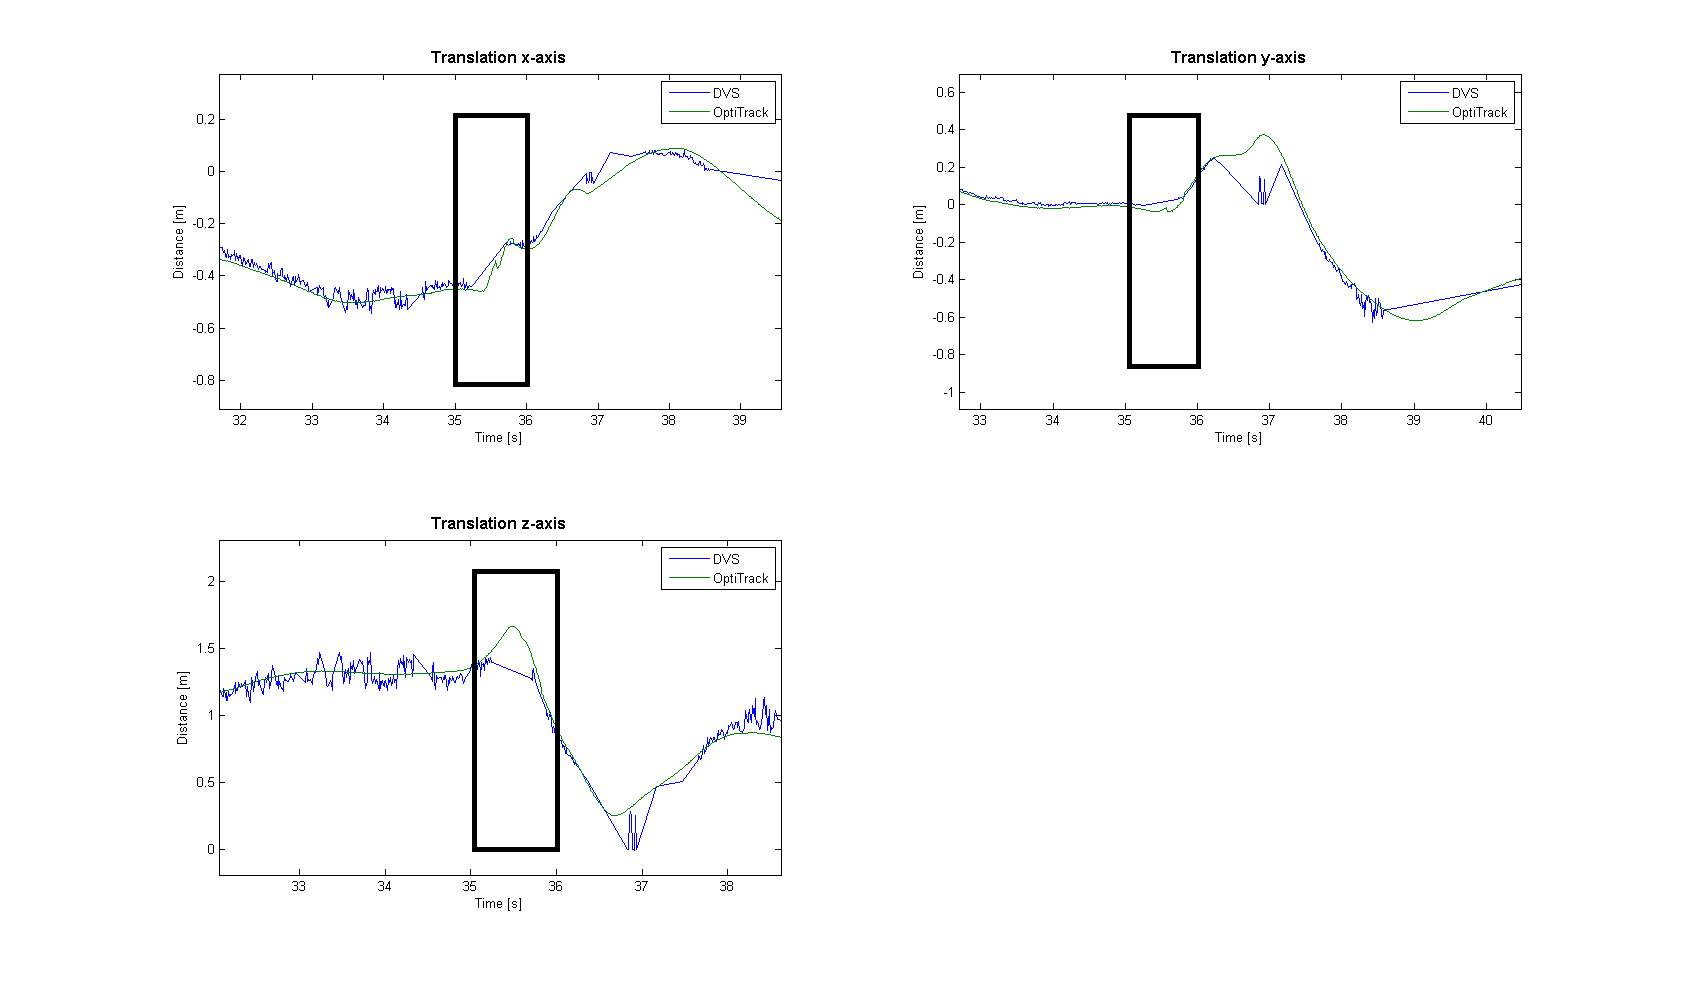 Translation x-axis
DVS
OptiTrack
0.2
0
-0.2
-0.4
-0.6
-0.8
Distance [m]
32 33 34 35 36 37 38 39
Time [s]
Translation y-axis
DVS
OptiTrack
0.6
0.4
0.2
0
-0.2
-0.4
-0.6
-0.8
-1
Distance [m]
33 34 35 36 37 38 39 40
Time [s]
Translation z-axis
DVS
OptiTrack
2
1.5
1
0.5
0
Distance [m]
33 34 35 36 37 38
Time [s]